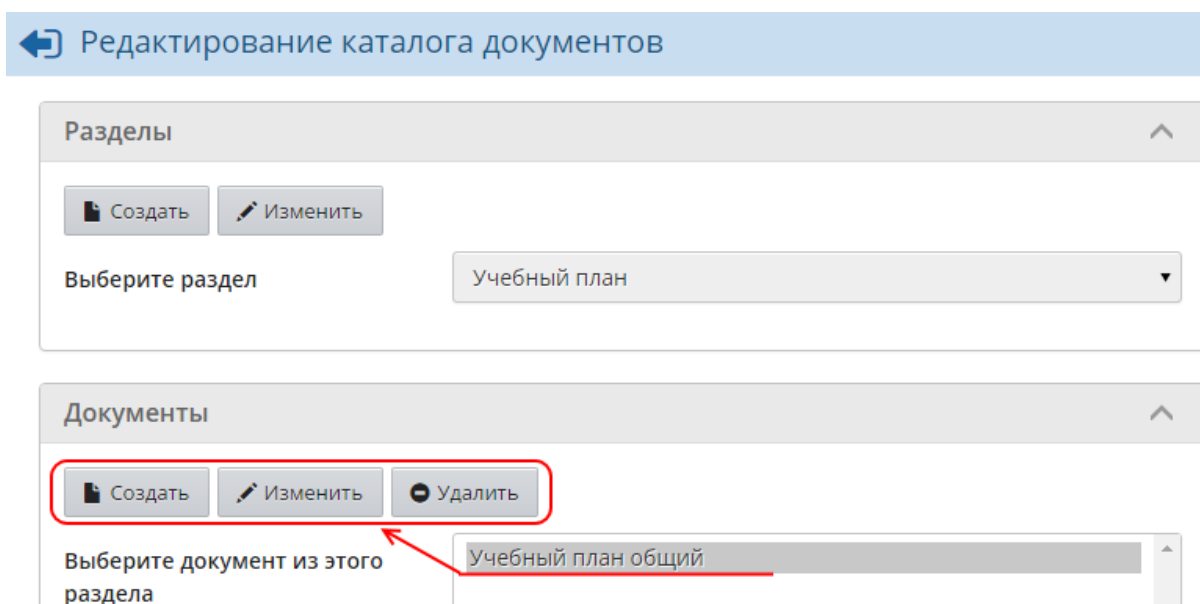 Редактирование каталога документов
Разделы
Создать Изменить
Выберите раздел Учебный план
Документы
Создать Изменить Удалить
Выберите документ из этого Учебный план общий
раздела